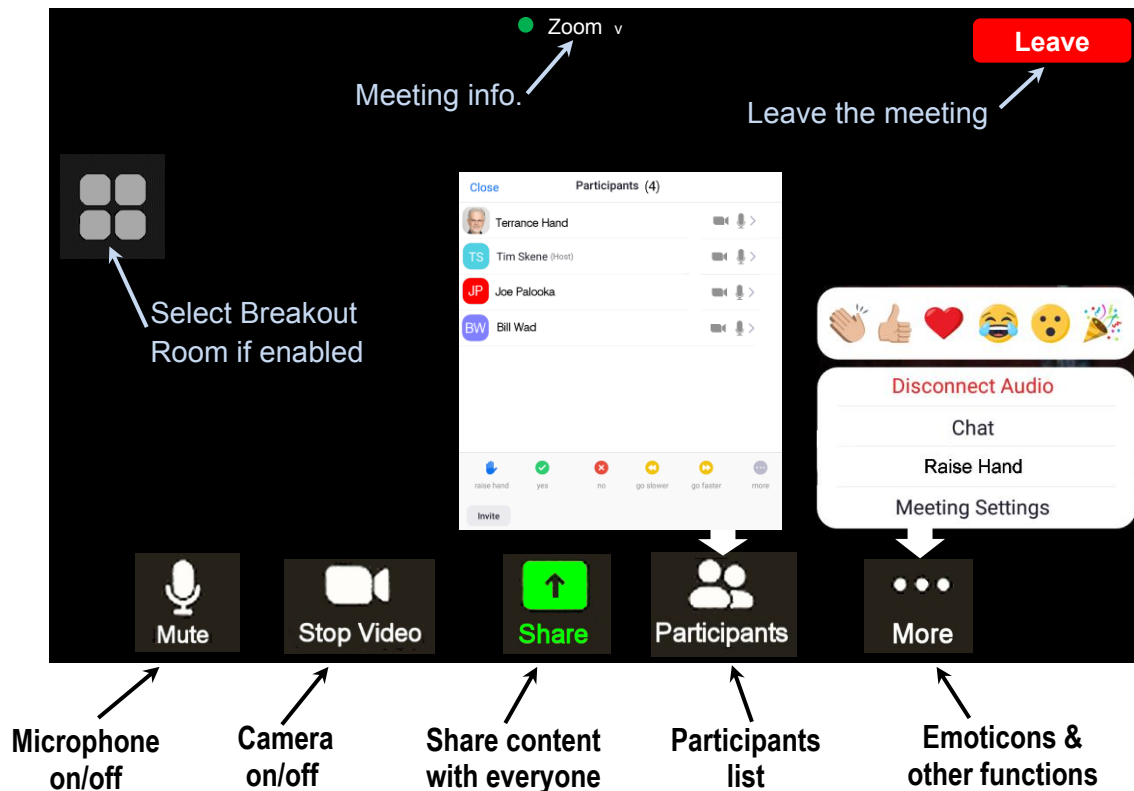 Zoom v
Leave
Meeting info.
Leave the meeting
Close Participants (4)
Terrance Hand
TS Tim Skene (Host)
JP Joe Palooka
BW Bill Wad
Select Breakout
Room if enabled
raise hand yes no go slower go faster more
Invite
Disconnect Audio
Chat
Raise Hand
Meeting Settings
Mute
Stop Video
Share
Participants
More
Microphone
on/off
Camera
on/off
Share content
with everyone
Participants
list
Emoticons &
other functions